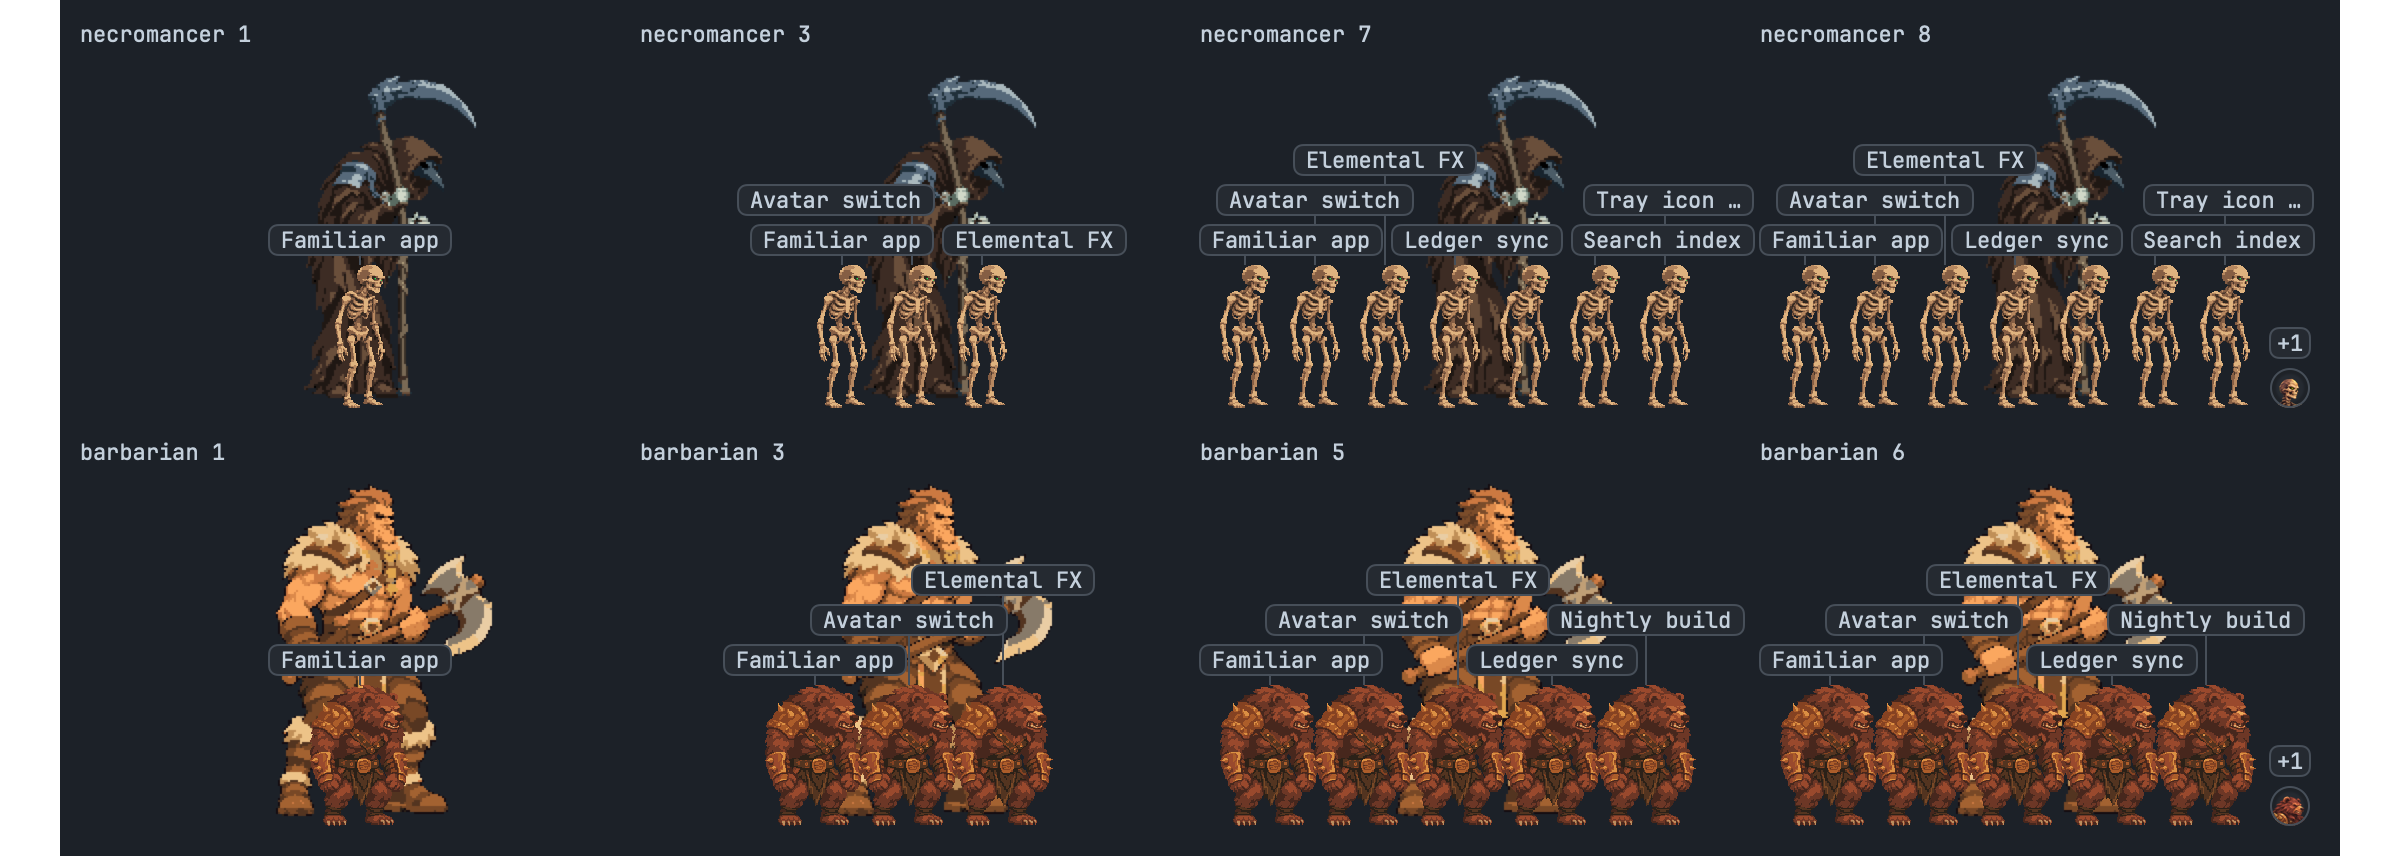 necromancer 1
necromancer 3
necromancer 7
necromancer 8
Familiar app
Avatar switch
Familiar app
Elemental FX
Elemental FX
Avatar switch
Tray icon …
Familiar app
Ledger sync
Search index
Elemental FX
Avatar switch
Tray icon …
Familiar app
Ledger sync
Search index
+1
barbarian 1
barbarian 3
barbarian 5
barbarian 6
Familiar app
Elemental FX
Avatar switch
Familiar app
Elemental FX
Avatar switch
Nightly build
Familiar app
Ledger sync
Elemental FX
Avatar switch
Nightly build
Familiar app
Ledger sync
+1